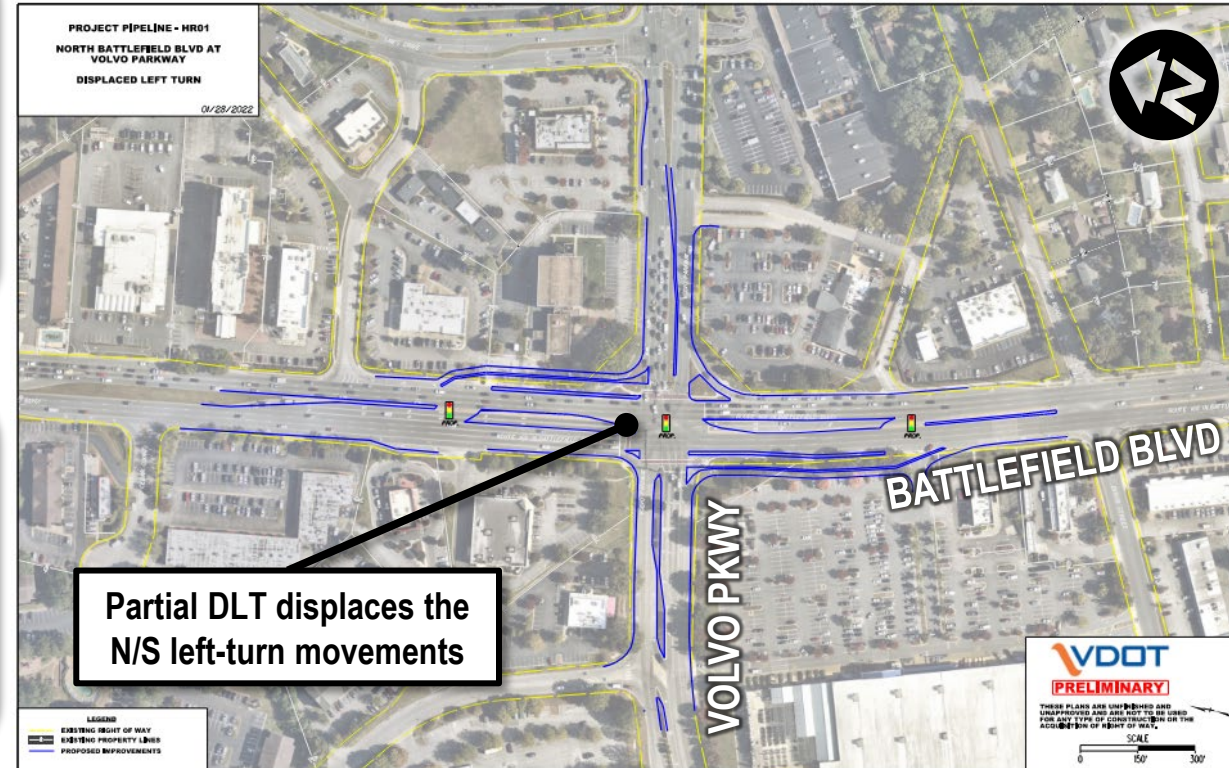 PROJECT PIPELINE - HR01
NORTH BATTLEFIELD BLVD AT
VOLVO PARKWAY
DISPLACED LEFT TURN
01/28/2022
N
PROP.
PROP.
PROP.
BATTLEFIELD BLVD
VOLVO PKWY
Partial DLT displaces the
N/S left-turn movements
LEGEND
EXISTING RIGHT OF WAY
EXISTING PROPERTY LINES
PROPOSED IMPROVEMENTS
VDOT
PRELIMINARY
THESE PLANS ARE UNFINISHED AND
UNAPPROVED AND ARE NOT TO BE USED
FOR ANY TYPE OF CONSTRUCTION OR THE
ACQUISITION OF RIGHT OF WAY.
SCALE
0 150' 300'